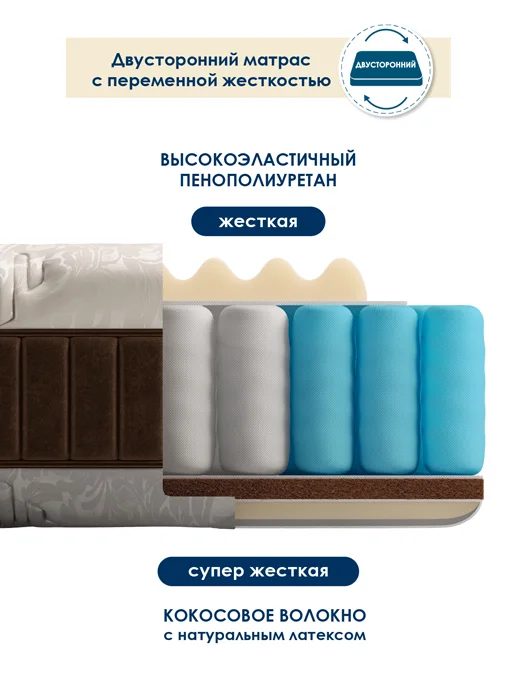 Двусторонний матрас
с переменной жесткостью
ДВУСТОРОННИЙ
ВЫСОКОЭЛАСТИЧНЫЙ
ПЕНОПОЛИУРЕТАН
жесткая
супер жесткая
КОКОСОВОЕ ВОЛОКНО
с натуральным латексом